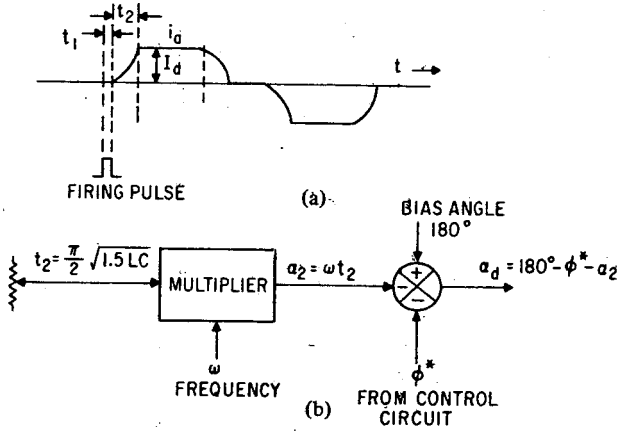 t₂
t₁
iₐ
I_d
t
FIRING PULSE
(a)
BIAS ANGLE
180°
t₂ = π/2 √1.5 LC
MULTIPLIER
α₂ = ωt₂
+
−
−
α_d = 180° - ϕ* - α₂
ω
FREQUENCY
ϕ*
FROM CONTROL
CIRCUIT
(b)